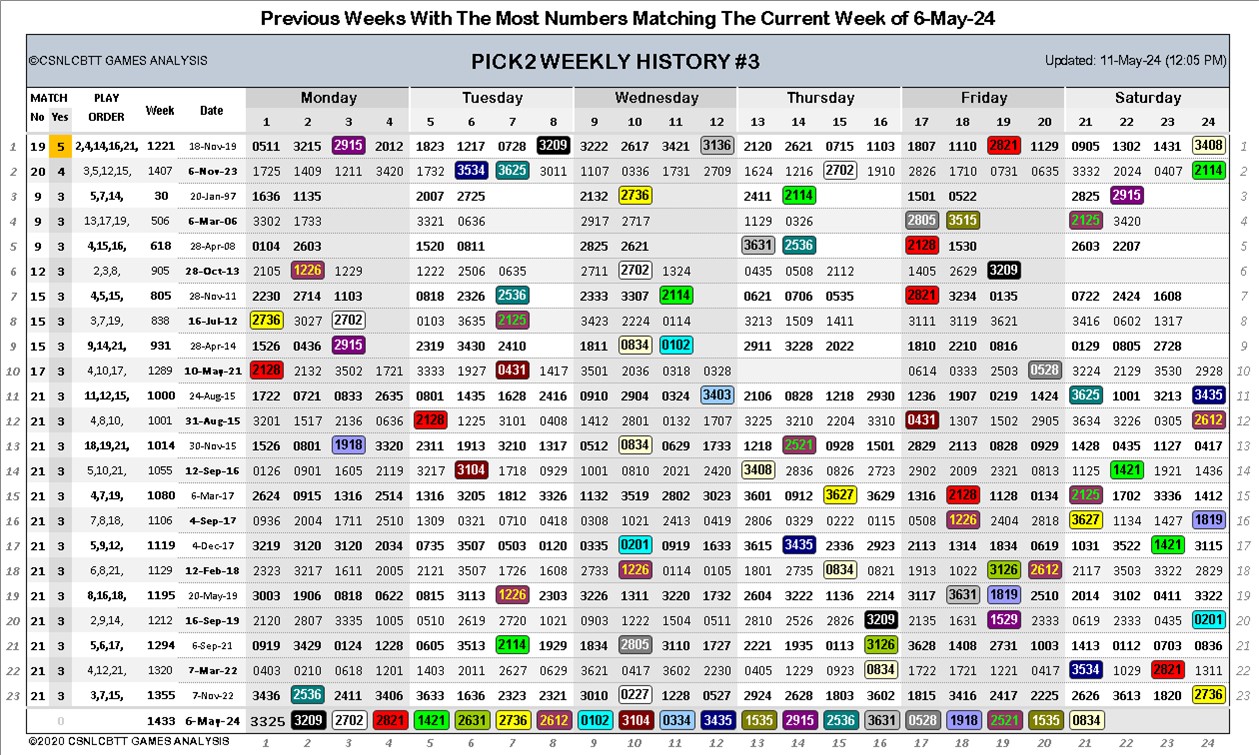 Previous Weeks With The Most Numbers Matching The Current Week of 6-May-24
©CSNLCBTT GAMES ANALYSIS PICK2 WEEKLY HISTORY #3 Updated: 11-May-24 (12:05 PM)
MATCH PLAY Week Date Monday Tuesday Wednesday Thursday Friday Saturday
No Yes ORDER 1 2 3 4 5 6 7 8 9 10 11 12 13 14 15 16 17 18 19 20 21 22 23 24
1 19 5 2,4,14,16,21, 1221 18-Nov-19 0511 3215 2915 2012 1823 1217 0728 3209 3222 2617 3421 3136 2120 2621 0715 1103 1807 1110 2821 1129 0905 1302 1431 3408 1
2 20 4 3,5,12,15, 1407 6-Nov-23 1725 1409 1211 3420 1732 3534 3625 3011 1107 0336 1731 2709 1624 1216 2702 1910 2826 1710 0731 0635 3332 2024 0407 2114 2
3 9 3 5,7,14, 30 20-Jan-97 1636 1135 2007 2725 2132 2736 2411 2114 1501 0522 2825 2915 3
4 9 3 13,17,19, 506 6-Mar-06 3302 1733 3321 0636 2917 2717 1129 0326 2805 3515 2125 3420 4
5 9 3 4,15,16, 618 28-Apr-08 0104 2603 1520 0811 2825 2621 3631 2536 2128 1530 2603 2207 5
6 12 3 2,3,8, 905 28-Oct-13 2105 1226 1229 1222 2506 0635 2711 2702 1324 0435 0508 2112 1405 2629 3209 6
7 15 3 4,5,15, 805 28-Nov-11 2230 2714 1103 0818 2326 2536 2333 3307 2114 0621 0706 0535 2821 3234 0135 0722 2424 1608 7
8 15 3 3,7,19, 838 16-Jul-12 2736 3027 2702 0103 3635 2125 3423 2224 0114 3213 1509 1411 3111 3119 3621 3416 0602 1317 8
9 15 3 9,14,21, 931 28-Apr-14 1526 0436 2915 2319 3430 2410 1811 0834 0102 2911 3228 2022 1810 2210 0816 0129 0805 2728 9
10 17 3 4,10,17, 1289 10-May-21 2128 2132 3502 1721 3333 1927 0431 1417 3501 2036 0318 0328 0614 0333 2503 0528 3224 2129 3530 2928 10
11 21 3 11,12,15, 1000 24-Aug-15 1722 0721 0833 2635 0801 1435 1628 2416 0910 2904 0324 3403 2106 0828 1218 2930 1236 1907 0219 1424 3625 1001 3213 3435 11
12 21 3 4,8,10, 1001 31-Aug-15 3201 1517 2136 0635 2128 1225 1101 0408 1412 2801 0132 1707 3225 3210 2204 3310 0431 1307 1502 2905 3634 3226 0305 2612 12
13 21 3 18,19,21, 1014 30-Nov-15 1526 0801 1918 3320 2311 1913 3210 1317 0512 0834 0629 1733 1218 2521 0928 1501 2829 2113 0828 0929 1428 0435 1127 0417 13
14 21 3 5,10,21, 1055 12-Sep-16 0126 0901 1605 2119 3217 3104 1718 0929 1001 0810 2021 2420 3408 2836 0826 2723 2902 2009 2321 0813 1125 1421 1921 1436 14
15 21 3 4,7,19, 1080 6-Mar-17 2624 0915 1316 2514 1316 3205 1812 3326 1132 3519 2802 3023 3601 0912 3627 3629 1316 2128 1128 0134 2125 1702 3336 1412 15
16 21 3 7,8,18, 1106 4-Sep-17 0936 2004 1711 2510 1309 0321 0710 0418 0308 1021 2413 0419 2806 0329 0222 0115 0508 1226 2404 2818 3627 1134 1427 1819 16
17 21 3 5,9,12, 1119 4-Dec-17 3219 3120 3120 2034 0735 3507 0503 0120 0335 0201 0919 1633 3615 3435 2336 2923 2113 1314 1834 0619 1031 3522 1421 3115 17
18 21 3 6,8,21, 1129 12-Feb-18 2323 3217 1611 2005 2121 3507 1726 1608 2733 1226 0114 0105 1801 2735 0834 0821 1913 1022 3126 2612 2117 3503 3322 2829 18
19 21 3 8,16,18, 1195 20-May-19 3003 1906 0818 0622 0815 3113 1226 2303 3226 1311 3220 1732 2604 3222 1136 2214 3117 3631 1819 2510 2014 3102 0411 3322 19
20 21 3 2,9,14, 1212 16-Sep-19 2120 2807 3335 1005 0510 2619 2720 1021 0903 1222 1504 0511 2810 2526 2826 3209 2135 1631 1529 2333 0619 2333 0435 0201 20
21 21 3 5,6,17, 1294 6-Sep-21 0919 3429 0124 1228 0605 3513 2114 1929 1834 2805 3110 1727 2221 1935 0113 3126 3628 1408 2731 1003 1413 0112 0703 0836 21
22 21 3 4,12,21, 1320 7-Mar-22 0403 0210 0618 1201 1403 2011 2627 0629 3621 0417 3602 2230 0405 1229 0923 0834 1722 1721 1221 0417 3534 1029 2821 1311 22
23 21 3 3,7,15, 1355 7-Nov-22 3436 2536 2411 3406 3633 1636 2323 2321 3010 0227 1228 0527 2924 2628 1803 3602 1815 3416 2417 2225 2626 3613 1820 2736 23
0 1433 6-May-24 3325 3209 2702 2821 1421 2631 2736 2612 0102 3104 0334 3435 1535 2915 2536 3631 0528 1918 2521 1535 0834
©2020 CSNLCBTT GAMES ANALYSIS 1 2 3 4 5 6 7 8 9 10 11 12 13 14 15 16 17 18 19 20 21 22 23 24